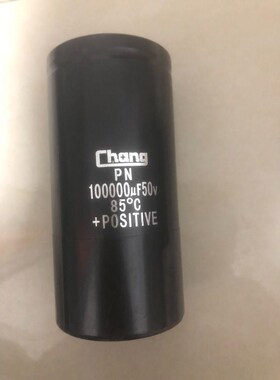 Chang
PN
100000µF50v
85°C
+POSITIVE